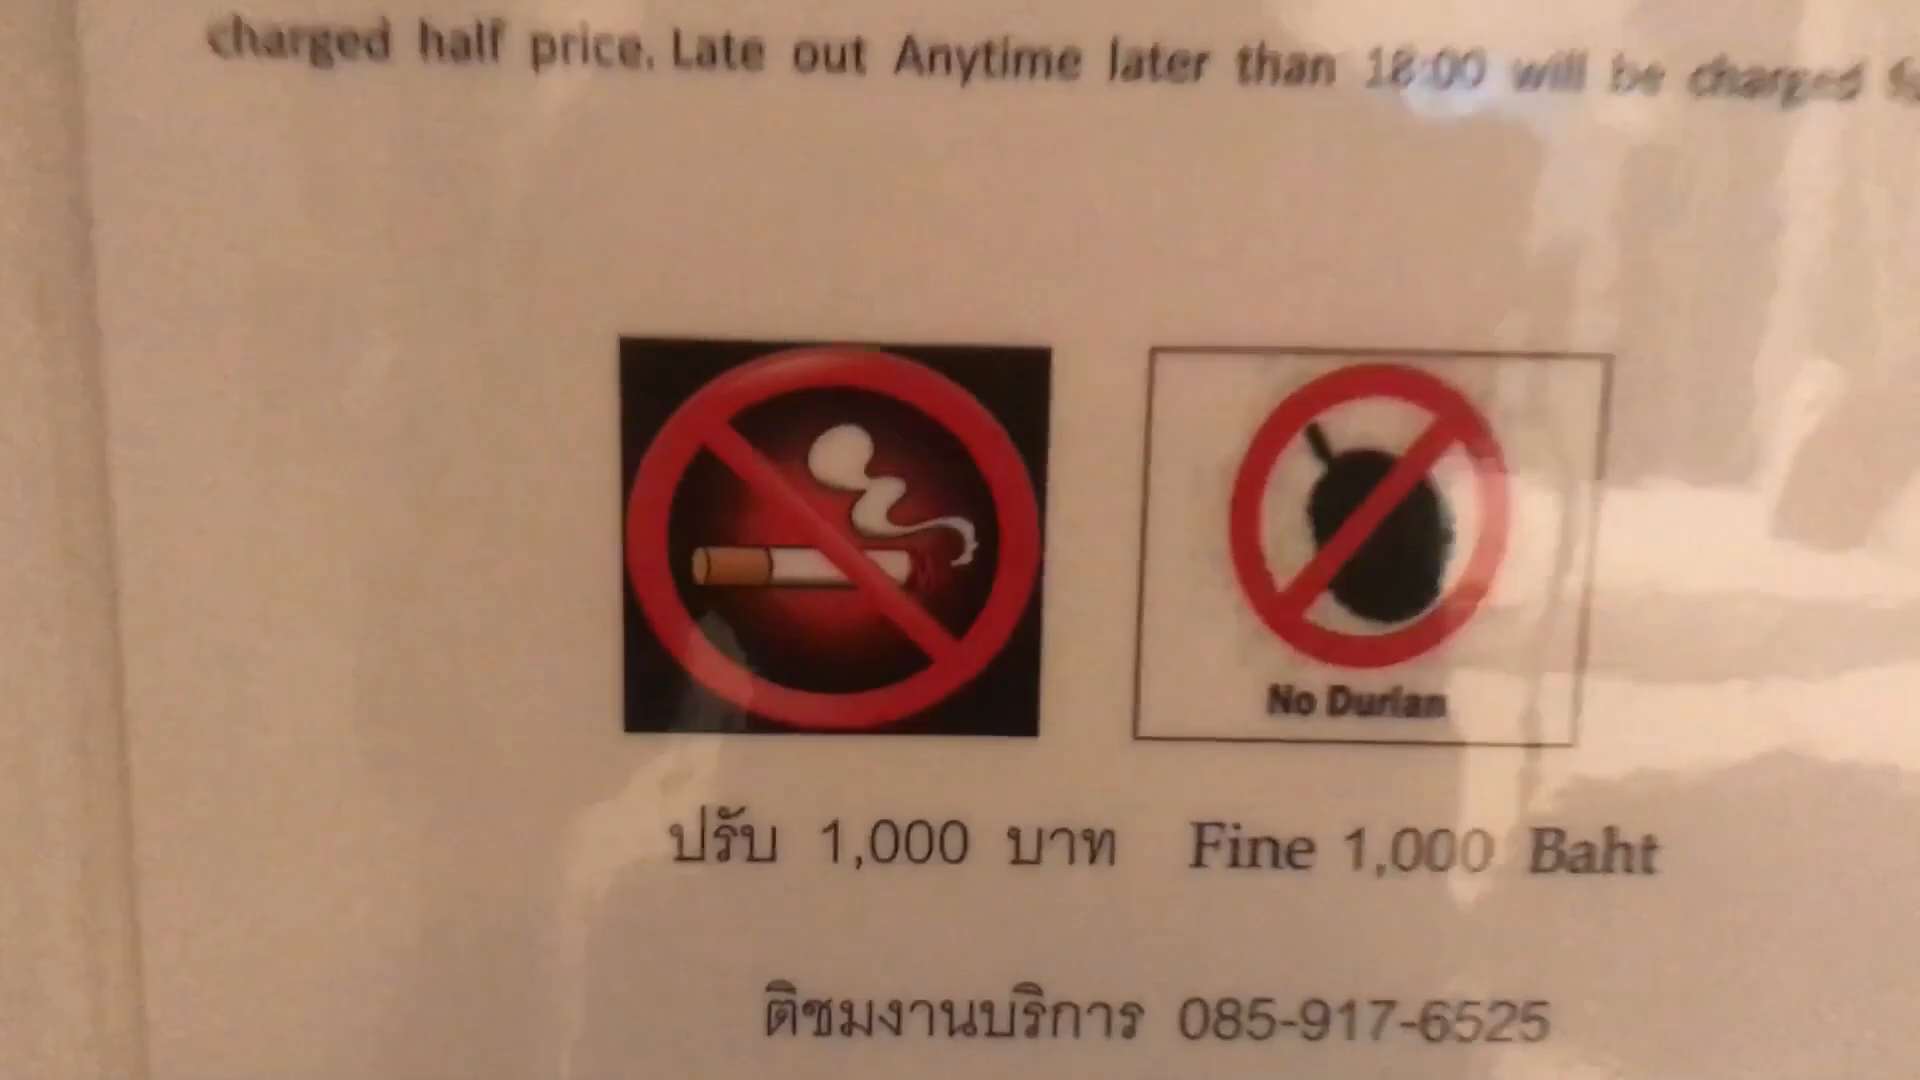 charged half price. Late out Anytime later than 18:00 will be charged
No Durian
ปรับ 1,000 บาท Fine 1,000 Baht
ติชมงานบริการ 085-917-6525